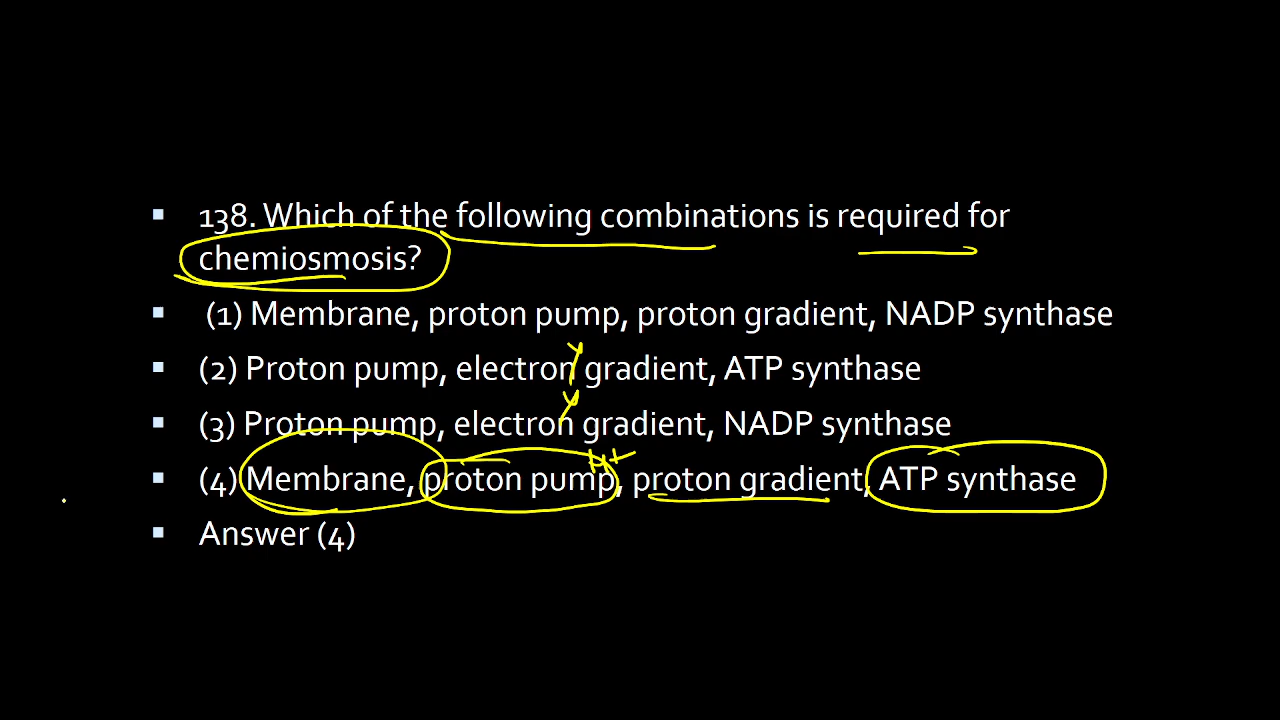 138. Which of the following combinations is required for
chemiosmosis?
(1) Membrane, proton pump, proton gradient, NADP synthase
(2) Proton pump, electron gradient, ATP synthase
(3) Proton pump, electron gradient, NADP synthase
H+
(4) Membrane, proton pump, proton gradient, ATP synthase
Answer (4)